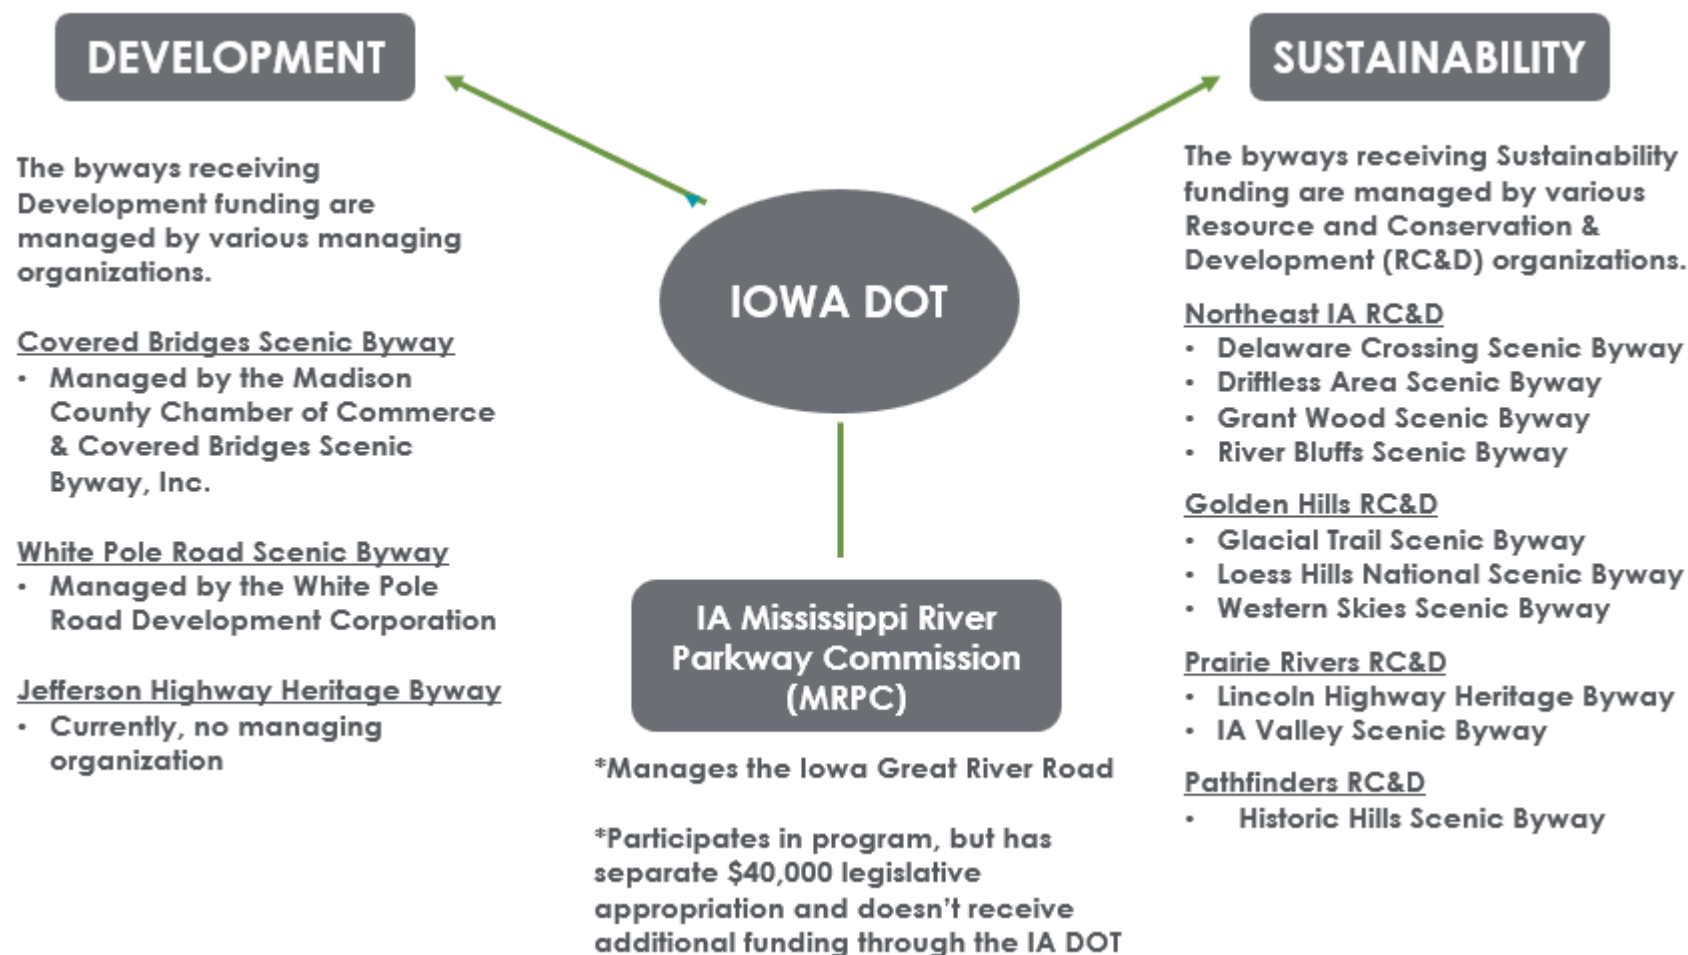 DEVELOPMENT
The byways receiving
Development funding are
managed by various managing
organizations.
Covered Bridges Scenic Byway
• Managed by the Madison
County Chamber of Commerce
& Covered Bridges Scenic
Byway, Inc.
White Pole Road Scenic Byway
• Managed by the White Pole
Road Development Corporation
Jefferson Highway Heritage Byway
• Currently, no managing
organization
IOWA DOT
IA Mississippi River
Parkway Commission
(MRPC)
*Manages the Iowa Great River Road
*Participates in program, but has
separate $40,000 legislative
appropriation and doesn't receive
additional funding through the IA DOT
SUSTAINABILITY
The byways receiving Sustainability
funding are managed by various
Resource and Conservation &
Development (RC&D) organizations.
Northeast IA RC&D
• Delaware Crossing Scenic Byway
• Driftless Area Scenic Byway
• Grant Wood Scenic Byway
• River Bluffs Scenic Byway
Golden Hills RC&D
• Glacial Trail Scenic Byway
• Loess Hills National Scenic Byway
• Western Skies Scenic Byway
Prairie Rivers RC&D
• Lincoln Highway Heritage Byway
• IA Valley Scenic Byway
Pathfinders RC&D
• Historic Hills Scenic Byway